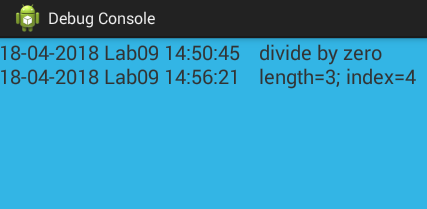 Debug Console
18-04-2018 Lab09 14:50:45 divide by zero
18-04-2018 Lab09 14:56:21 length=3; index=4